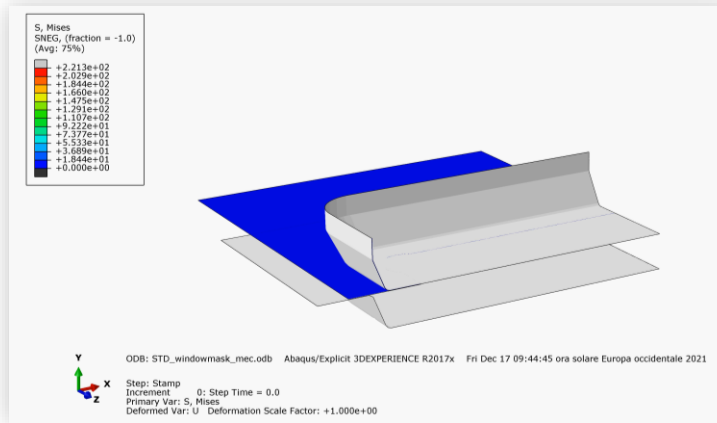 S, Mises
SNEG, (fraction = -1.0)
(Avg: 75%)
+2.213e+02
+2.029e+02
+1.844e+02
+1.660e+02
+1.475e+02
+1.291e+02
+1.107e+02
+9.222e+01
+7.377e+01
+5.533e+01
+3.689e+01
+1.844e+01
+0.000e+00
Y
X
Z
ODB: STD_windowmask_mec.odb Abaqus/Explicit 3DEXPERIENCE R2017x Fri Dec 17 09:44:45 ora solare Europa occidentale 2021
Step: Stamp
Increment 0: Step Time = 0.0
Primary Var: S, Mises
Deformed Var: U Deformation Scale Factor: +1.000e+00